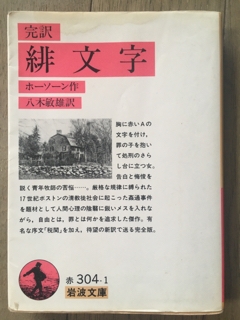 完訳
緋文字
ホーソーン作
八木敏雄訳
胸に赤いAの
文字を付け、
罪の子を抱い
て処刑のさら
し台に立つ女。
告白と悔悛を
説く青年牧師の苦悩……。厳格な規律に縛られた
17世紀ボストンの清教徒社会に起こった姦通事件
を題材として人間心理の陰翳に鋭いメスを入れなが
ら、自由とは、罪とは何かを追求した傑作。有
名な序文「税関」を加え、待望の新訳で送る完全版。
赤 304-1
岩波文庫